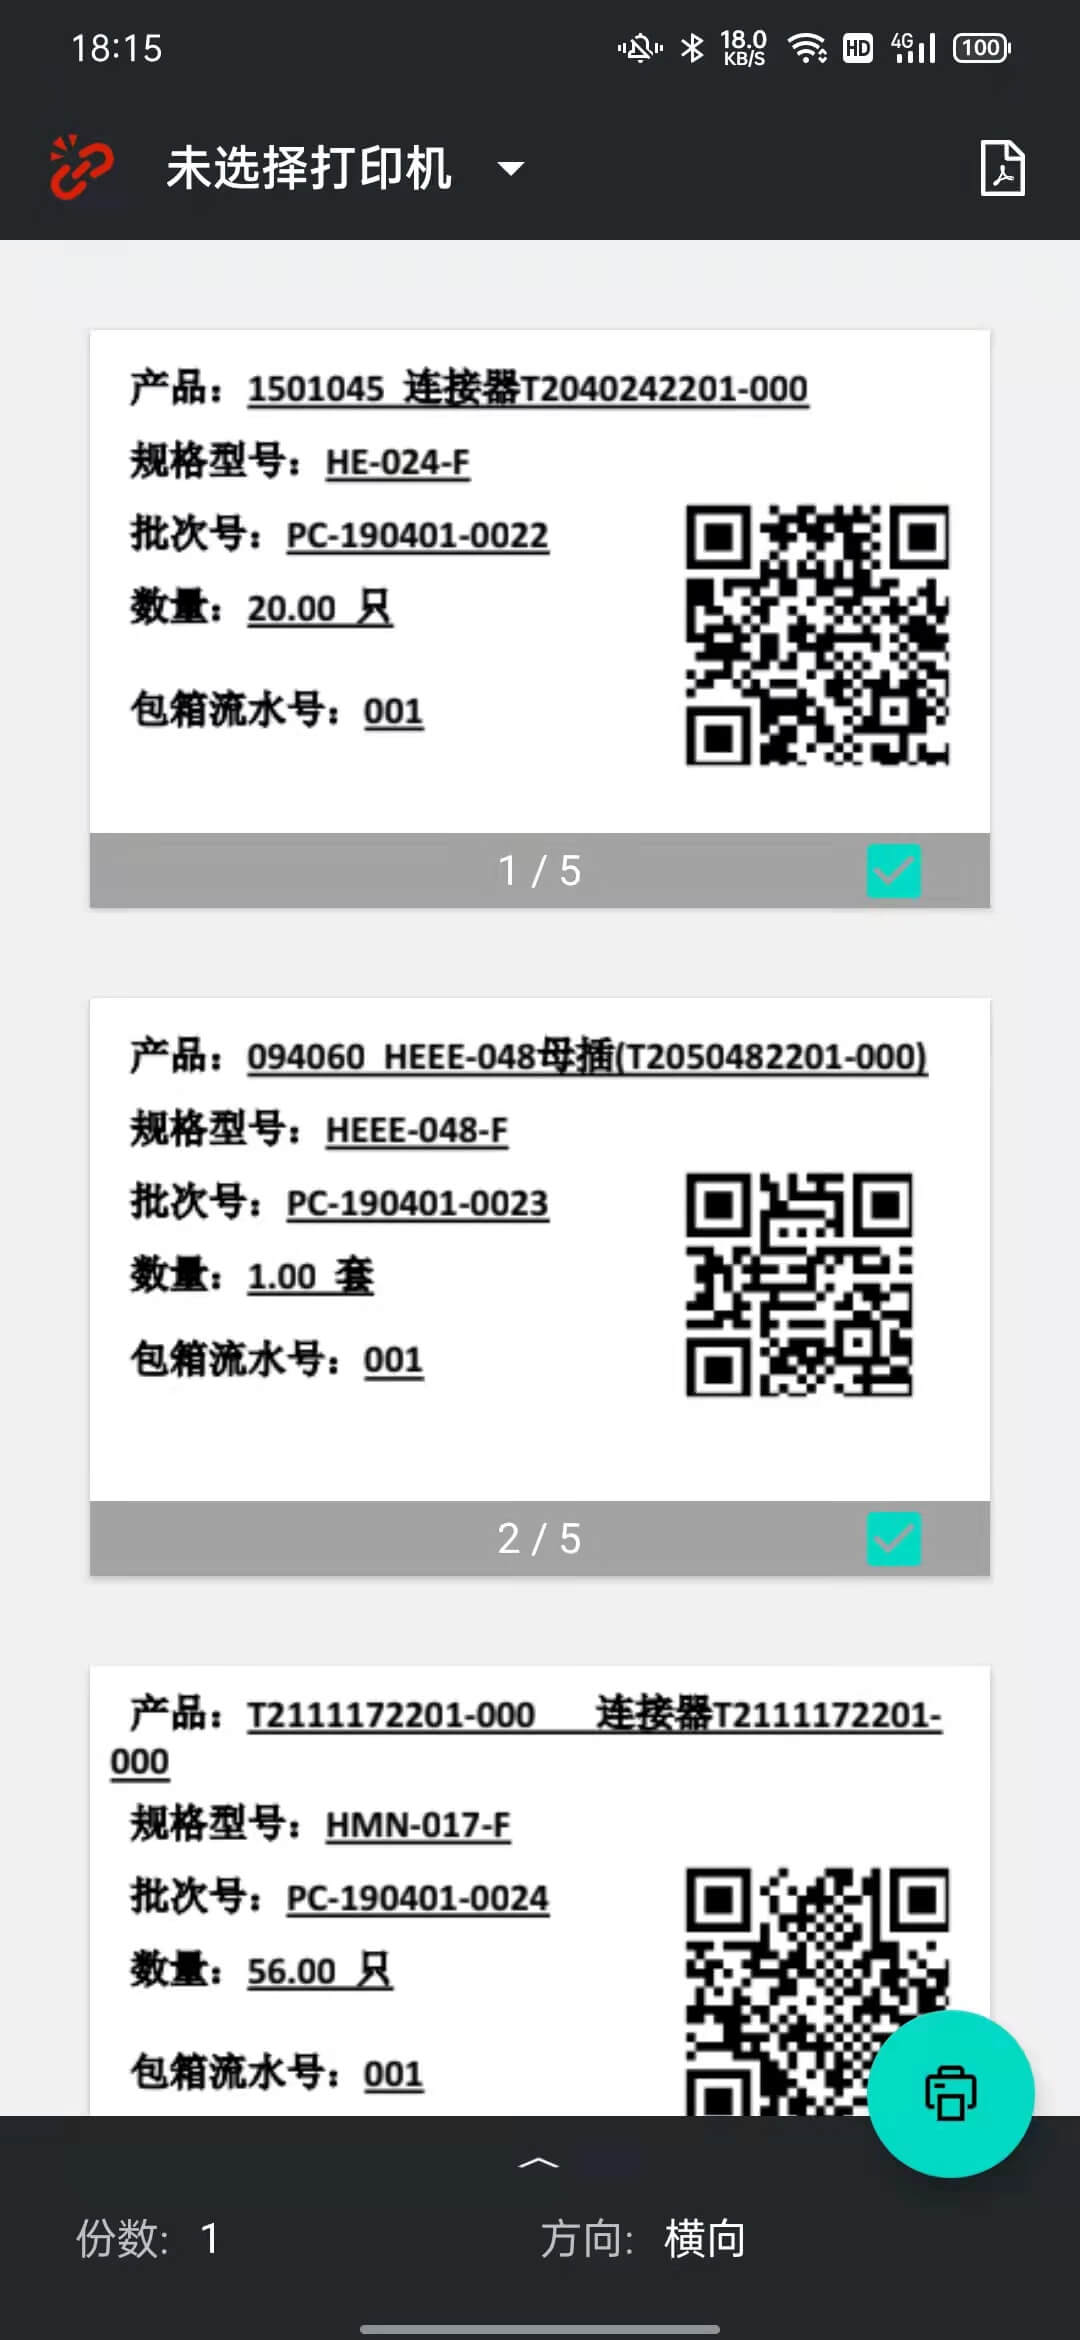 18:15 18.0 KB/S HD 4G 100
未选择打印机
产品：1501045 连接器T2040242201-000
规格型号：HE-024-F
批次号：PC-190401-0022
数量：20.00 只
包箱流水号：001
1 / 5
产品：094060 HEEE-048母插(T2050482201-000)
规格型号：HEEE-048-F
批次号：PC-190401-0023
数量：1.00 套
包箱流水号：001
2 / 5
产品：T2111172201-000 连接器T2111172201-
000
规格型号：HMN-017-F
批次号：PC-190401-0024
数量：56.00 只
包箱流水号：001
份数: 1 方向: 横向